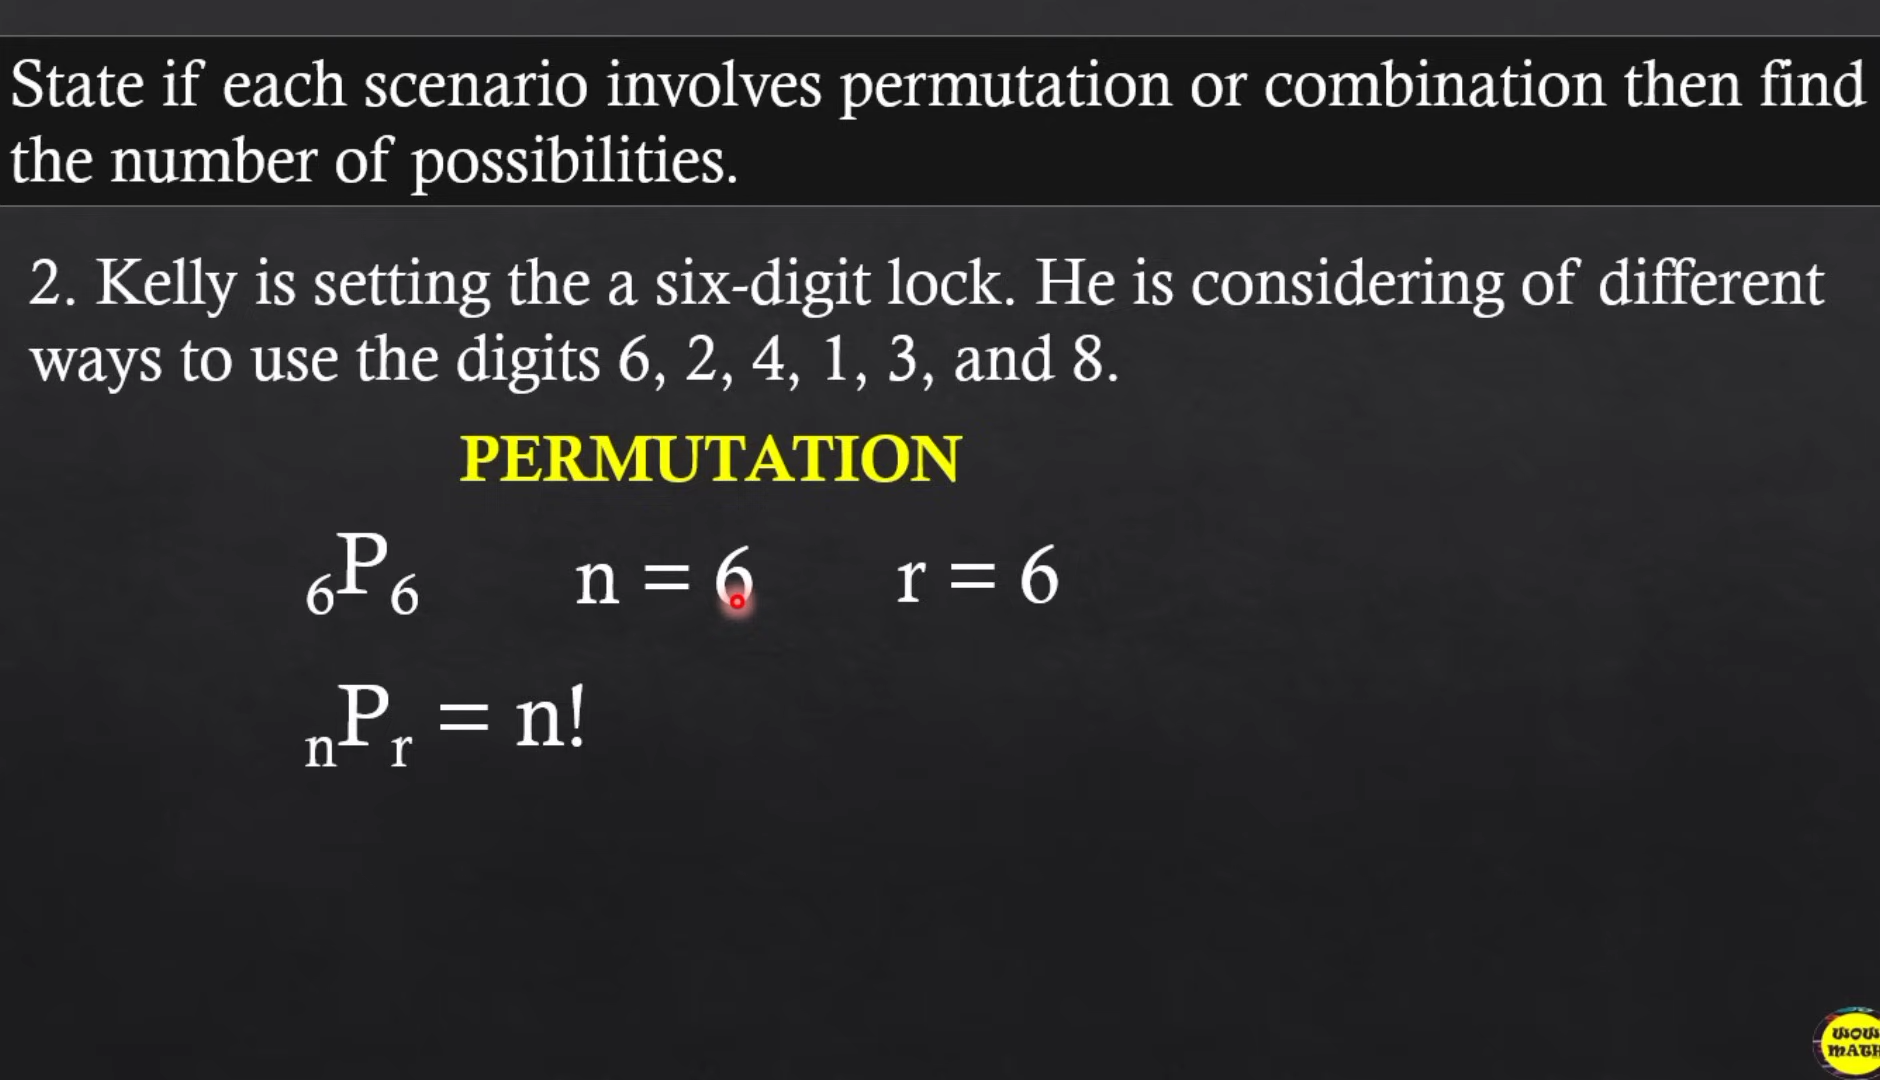 State if each scenario involves permutation or combination then find
the number of possibilities.
2. Kelly is setting the a six-digit lock. He is considering of different
ways to use the digits 6, 2, 4, 1, 3, and 8.
PERMUTATION
₆P₆ n = 6 r = 6
ₙPᵣ = n!
WOW
MATH